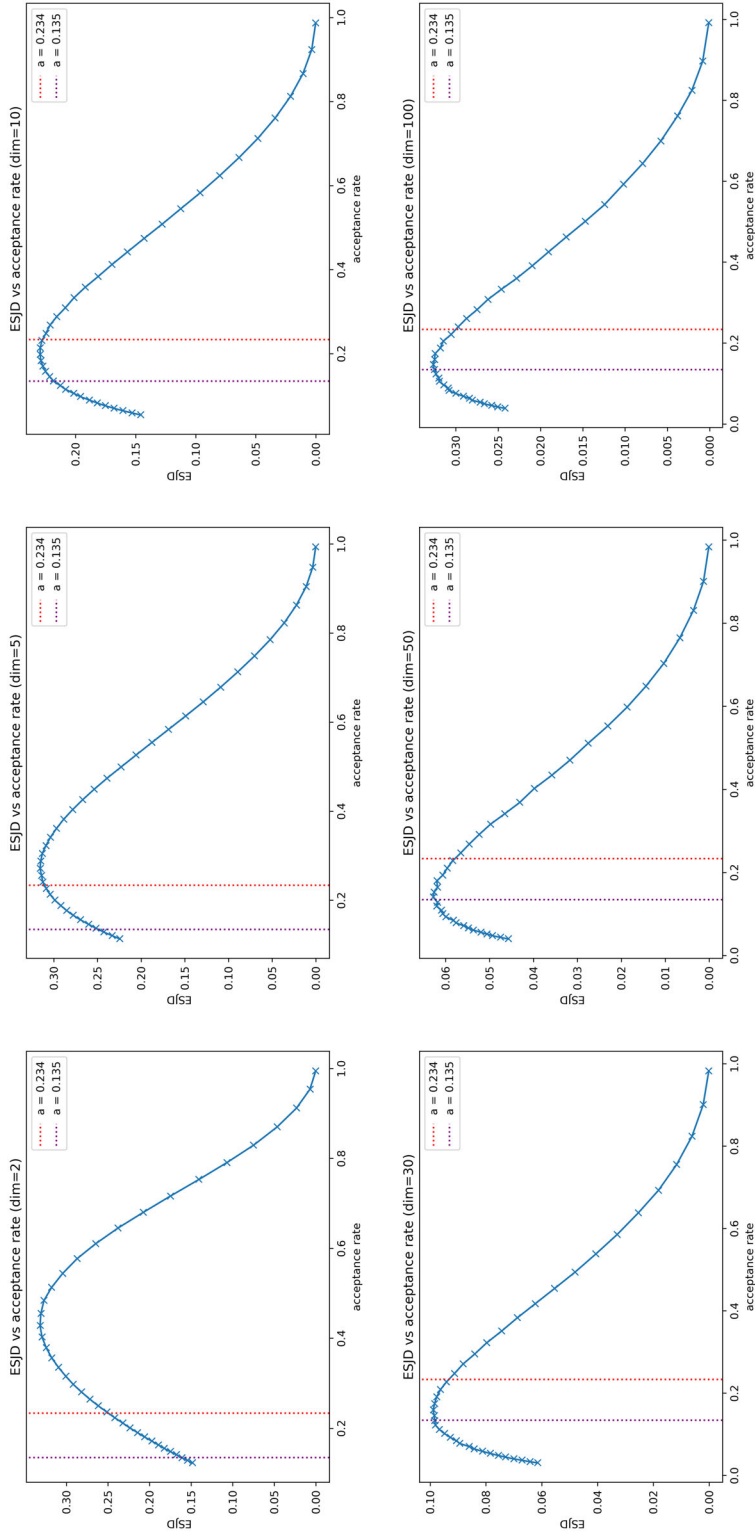 ESJD vs acceptance rate (dim=2)
a = 0.234
a = 0.135
ESJD
0.30
0.25
0.20
0.15
0.10
0.05
0.00
0.2 0.4 0.6 0.8 1.0
acceptance rate
ESJD vs acceptance rate (dim=5)
a = 0.234
a = 0.135
ESJD
0.30
0.25
0.20
0.15
0.10
0.05
0.00
0.2 0.4 0.6 0.8 1.0
acceptance rate
ESJD vs acceptance rate (dim=10)
a = 0.234
a = 0.135
ESJD
0.20
0.15
0.10
0.05
0.00
0.2 0.4 0.6 0.8 1.0
acceptance rate
ESJD vs acceptance rate (dim=30)
a = 0.234
a = 0.135
ESJD
0.10
0.08
0.06
0.04
0.02
0.00
0.0 0.2 0.4 0.6 0.8 1.0
acceptance rate
ESJD vs acceptance rate (dim=50)
a = 0.234
a = 0.135
ESJD
0.06
0.05
0.04
0.03
0.02
0.01
0.00
0.0 0.2 0.4 0.6 0.8 1.0
acceptance rate
ESJD vs acceptance rate (dim=100)
a = 0.234
a = 0.135
ESJD
0.030
0.025
0.020
0.015
0.010
0.005
0.000
0.0 0.2 0.4 0.6 0.8 1.0
acceptance rate